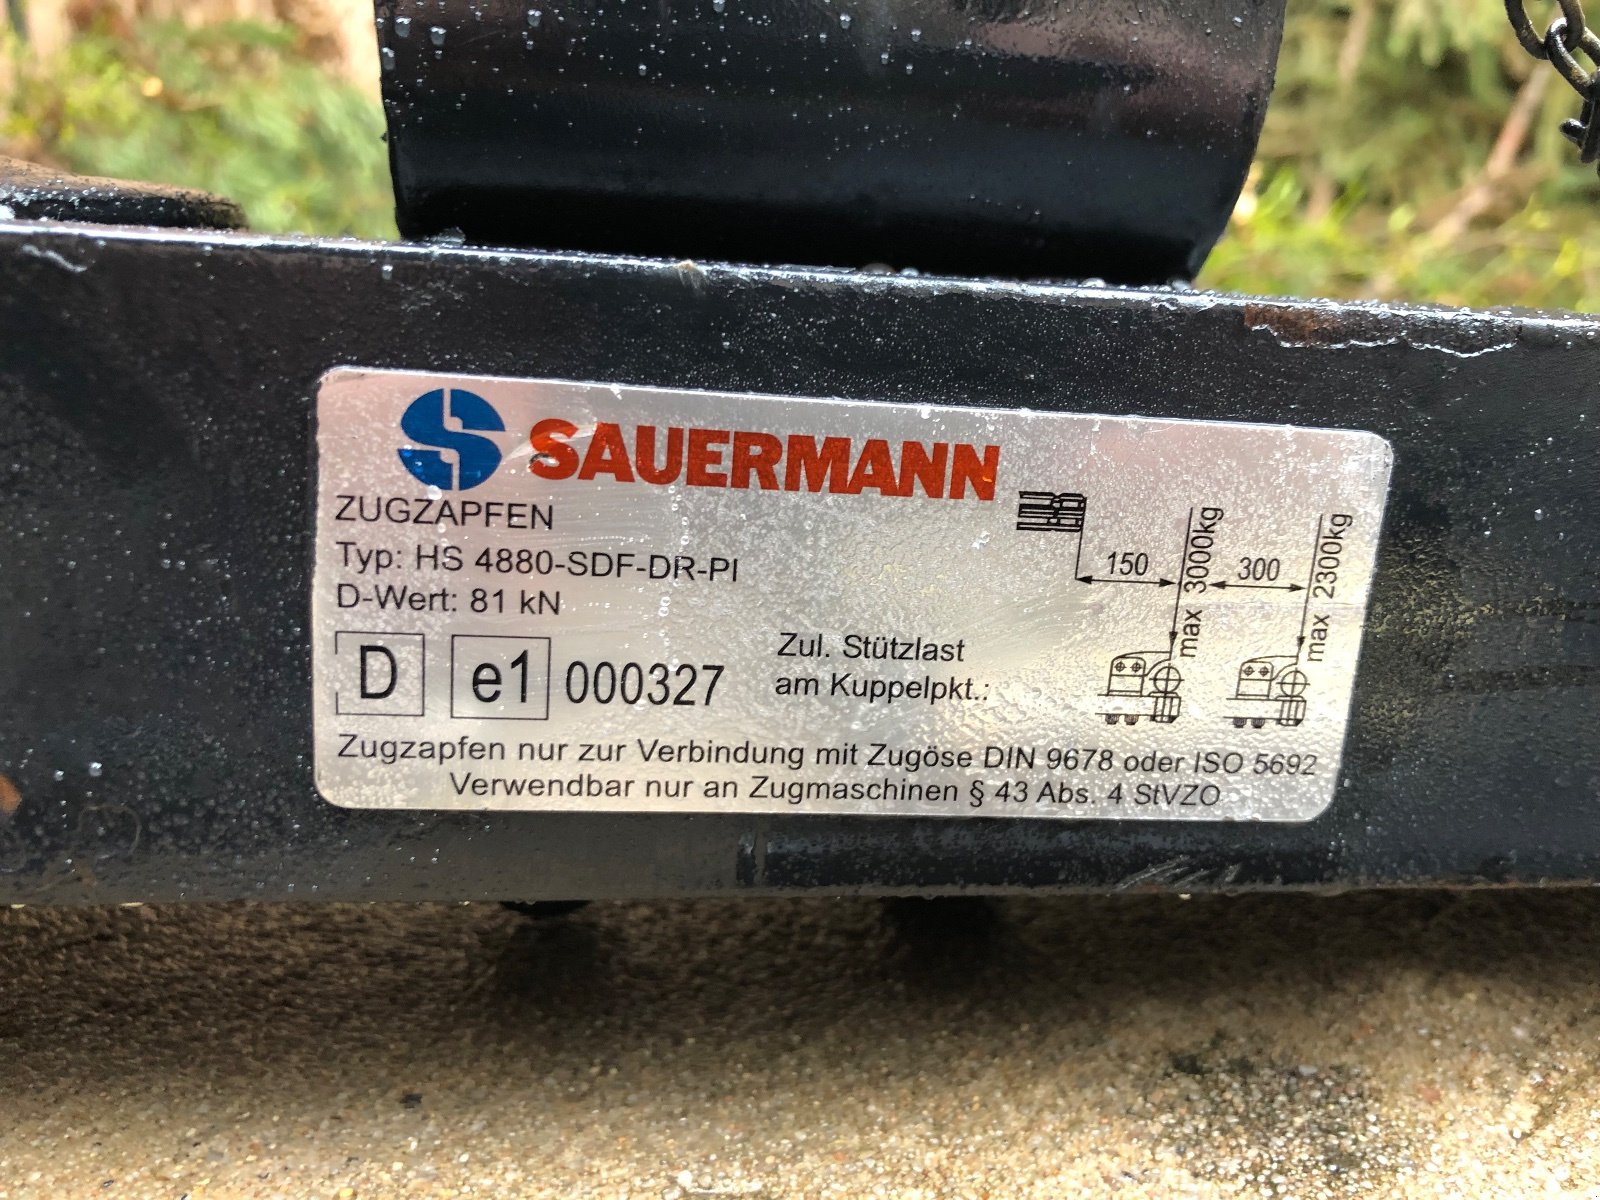 SAUERMANN
ZUGZAPFEN
Typ: HS 4880-SDF-DR-PI
D-Wert: 81 kN
D e1 000327
Zul. Stützlast
am Kuppelpkt.:
150
max 3000kg
300
max 2300kg
Zugzapfen nur zur Verbindung mit Zugöse DIN 9678 oder ISO 5692
Verwendbar nur an Zugmaschinen § 43 Abs. 4 StVZO